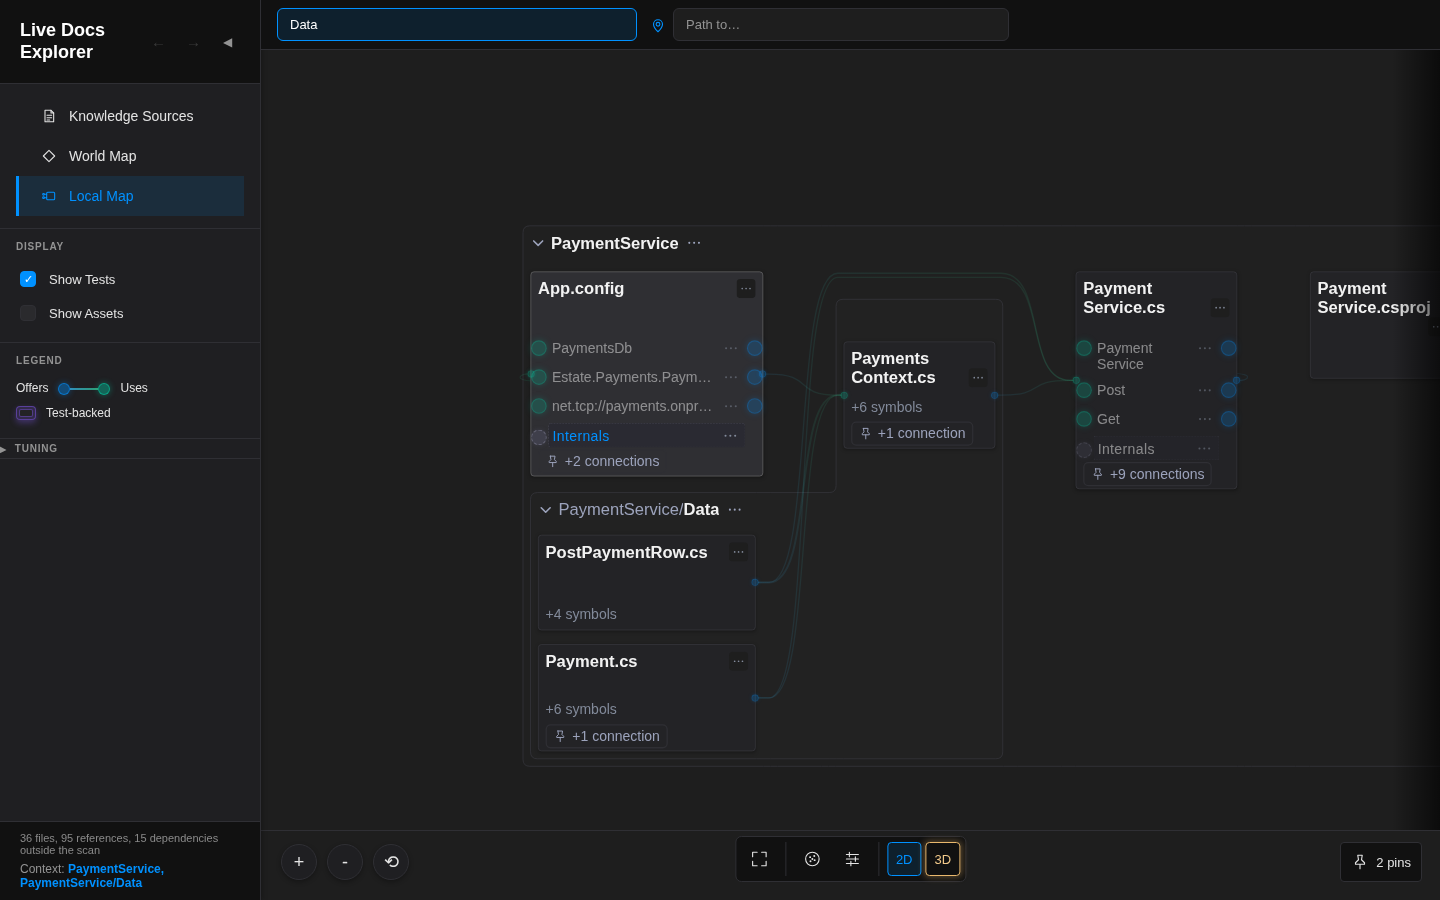 Live Docs
Explorer
Data
Path to…
Knowledge Sources
World Map
Local Map
DISPLAY
Show Tests
Show Assets
LEGEND
Offers
Uses
Test-backed
TUNING
36 files, 95 references, 15 dependencies
outside the scan
Context: PaymentService,
PaymentService/Data
PaymentService
App.config
PaymentsDb
Estate.Payments.Paym…
net.tcp://payments.onpr…
Internals
+2 connections
PaymentService/Data
PostPaymentRow.cs
+4 symbols
Payment.cs
+6 symbols
+1 connection
Payments
Context.cs
+6 symbols
+1 connection
Payment
Service.cs
Payment
Service
Post
Get
Internals
+9 connections
Payment
Service.csproj
+
-
2D
3D
2 pins